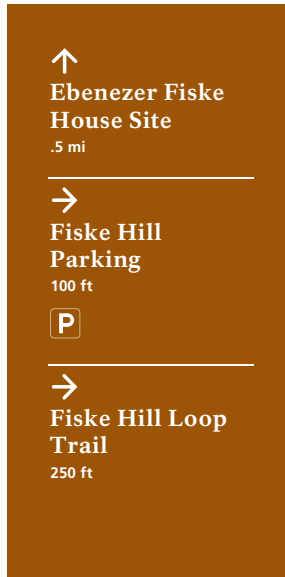 Ebenezer Fiske
House Site
.5 mi
Fiske Hill
Parking
100 ft
P
Fiske Hill Loop
Trail
250 ft